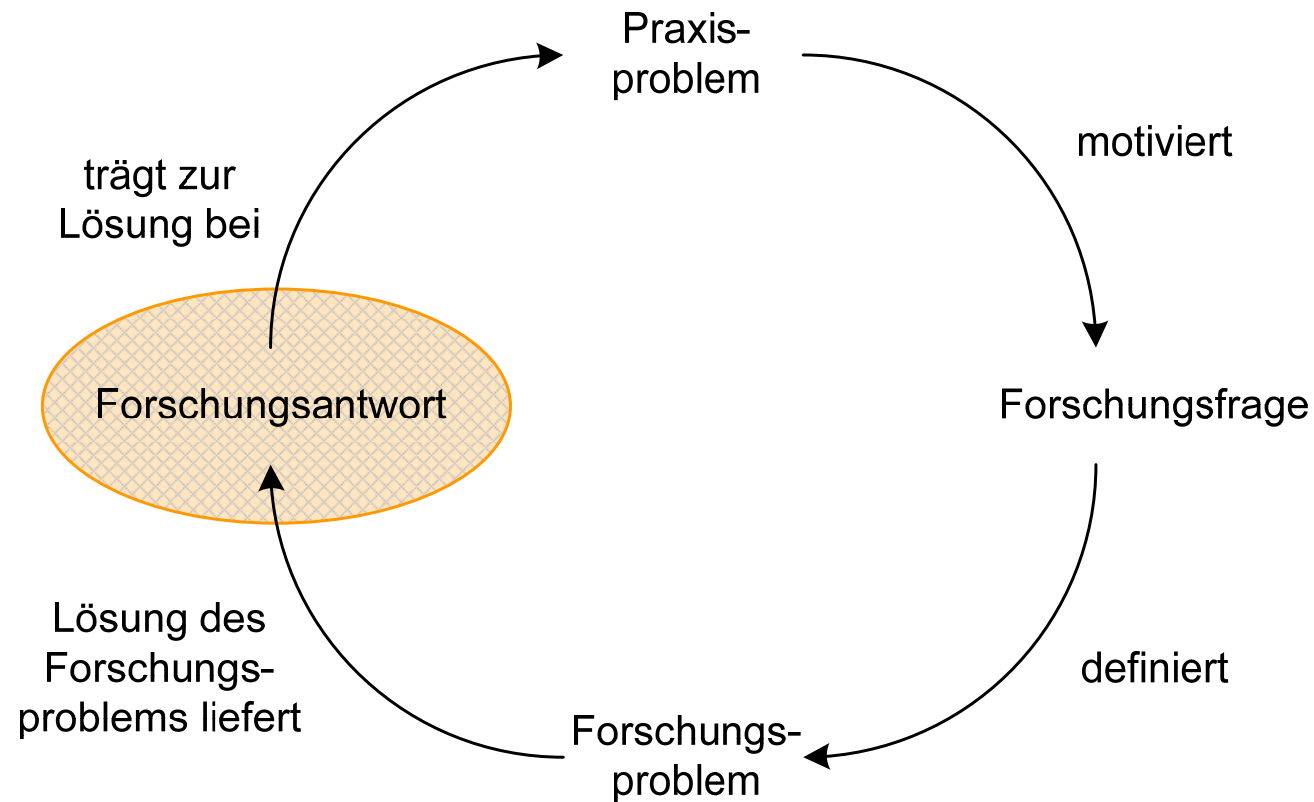 Praxis-
problem
motiviert
trägt zur
Lösung bei
Forschungsantwort
Forschungsfrage
Lösung des
Forschungs-
problems liefert
definiert
Forschungs-
problem